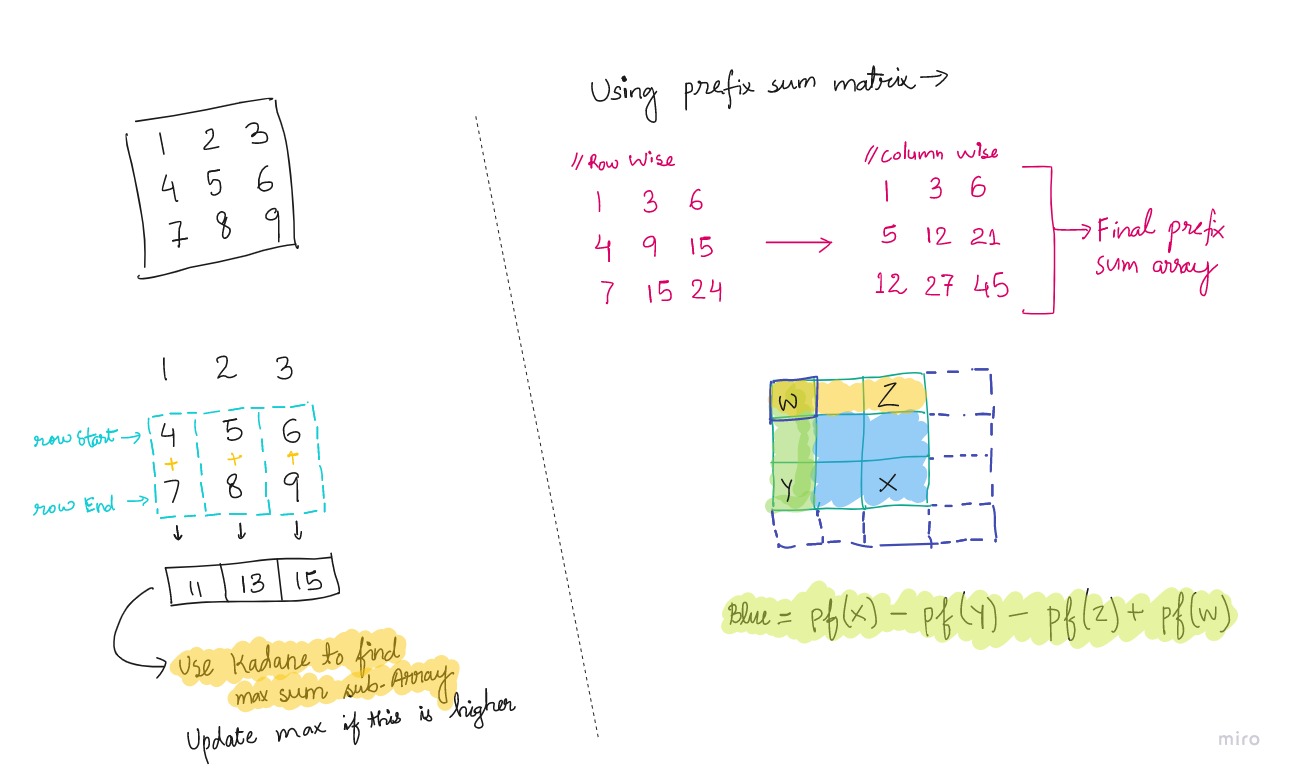 1 2 3
4 5 6
7 8 9
1 2 3
row Start → 4 5 6
+ + +
row End → 7 8 9
↓ ↓ ↓
11 13 15
Use Kadane to find
max sum sub-Array
Update max if this is higher
Using prefix sum matrix →
// Row wise
1 3 6
4 9 15
7 15 24
// Column wise
1 3 6
5 12 21
12 27 45
Final prefix
sum array
W Z
Y X
Blue = pf(X) - pf(Y) - pf(Z) + pf(W)
miro